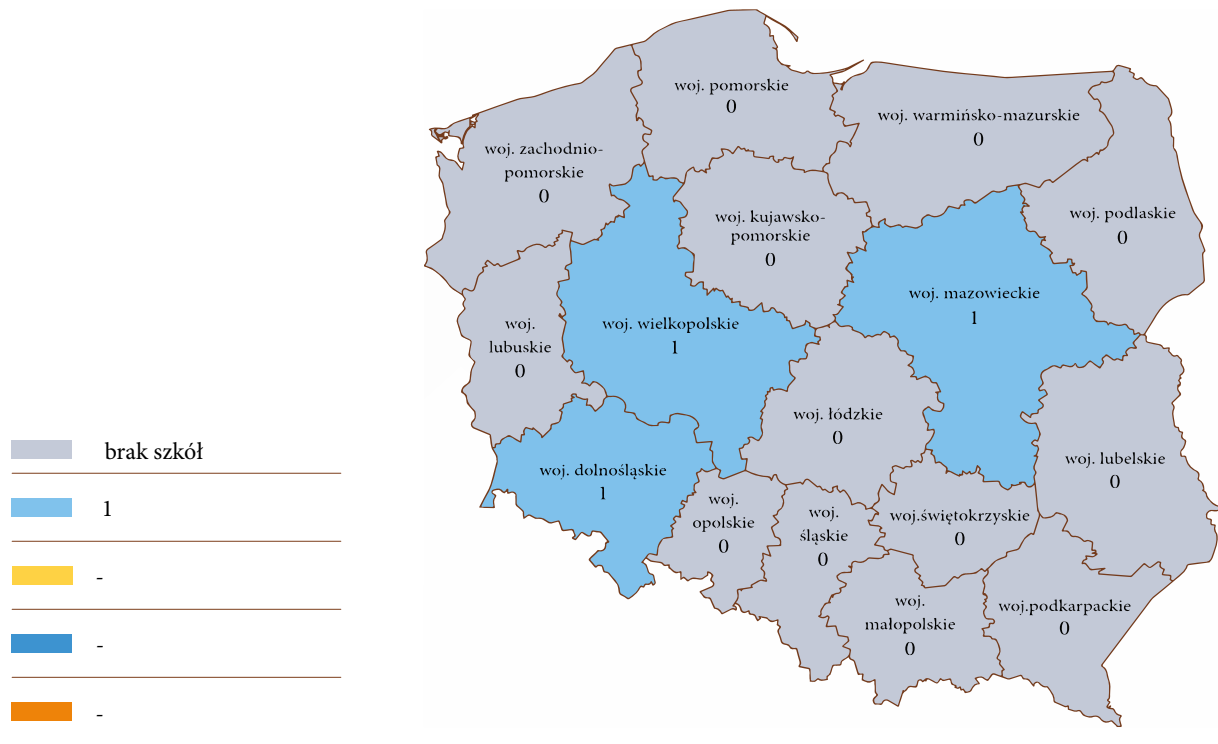 woj. pomorskie
0
woj. warmińsko-mazurskie
0
woj. zachodnio-
pomorskie
0
woj. kujawsko-
pomorskie
0
woj. podlaskie
0
woj. mazowieckie
1
woj. wielkopolskie
1
woj.
lubuskie
0
woj. łódzkie
0
woj. lubelskie
0
woj. dolnośląskie
1
woj.
opolskie
0
woj.
śląskie
0
woj.świętokrzyskie
0
woj.
małopolskie
0
woj.podkarpackie
0
brak szkół
1
-
-
-